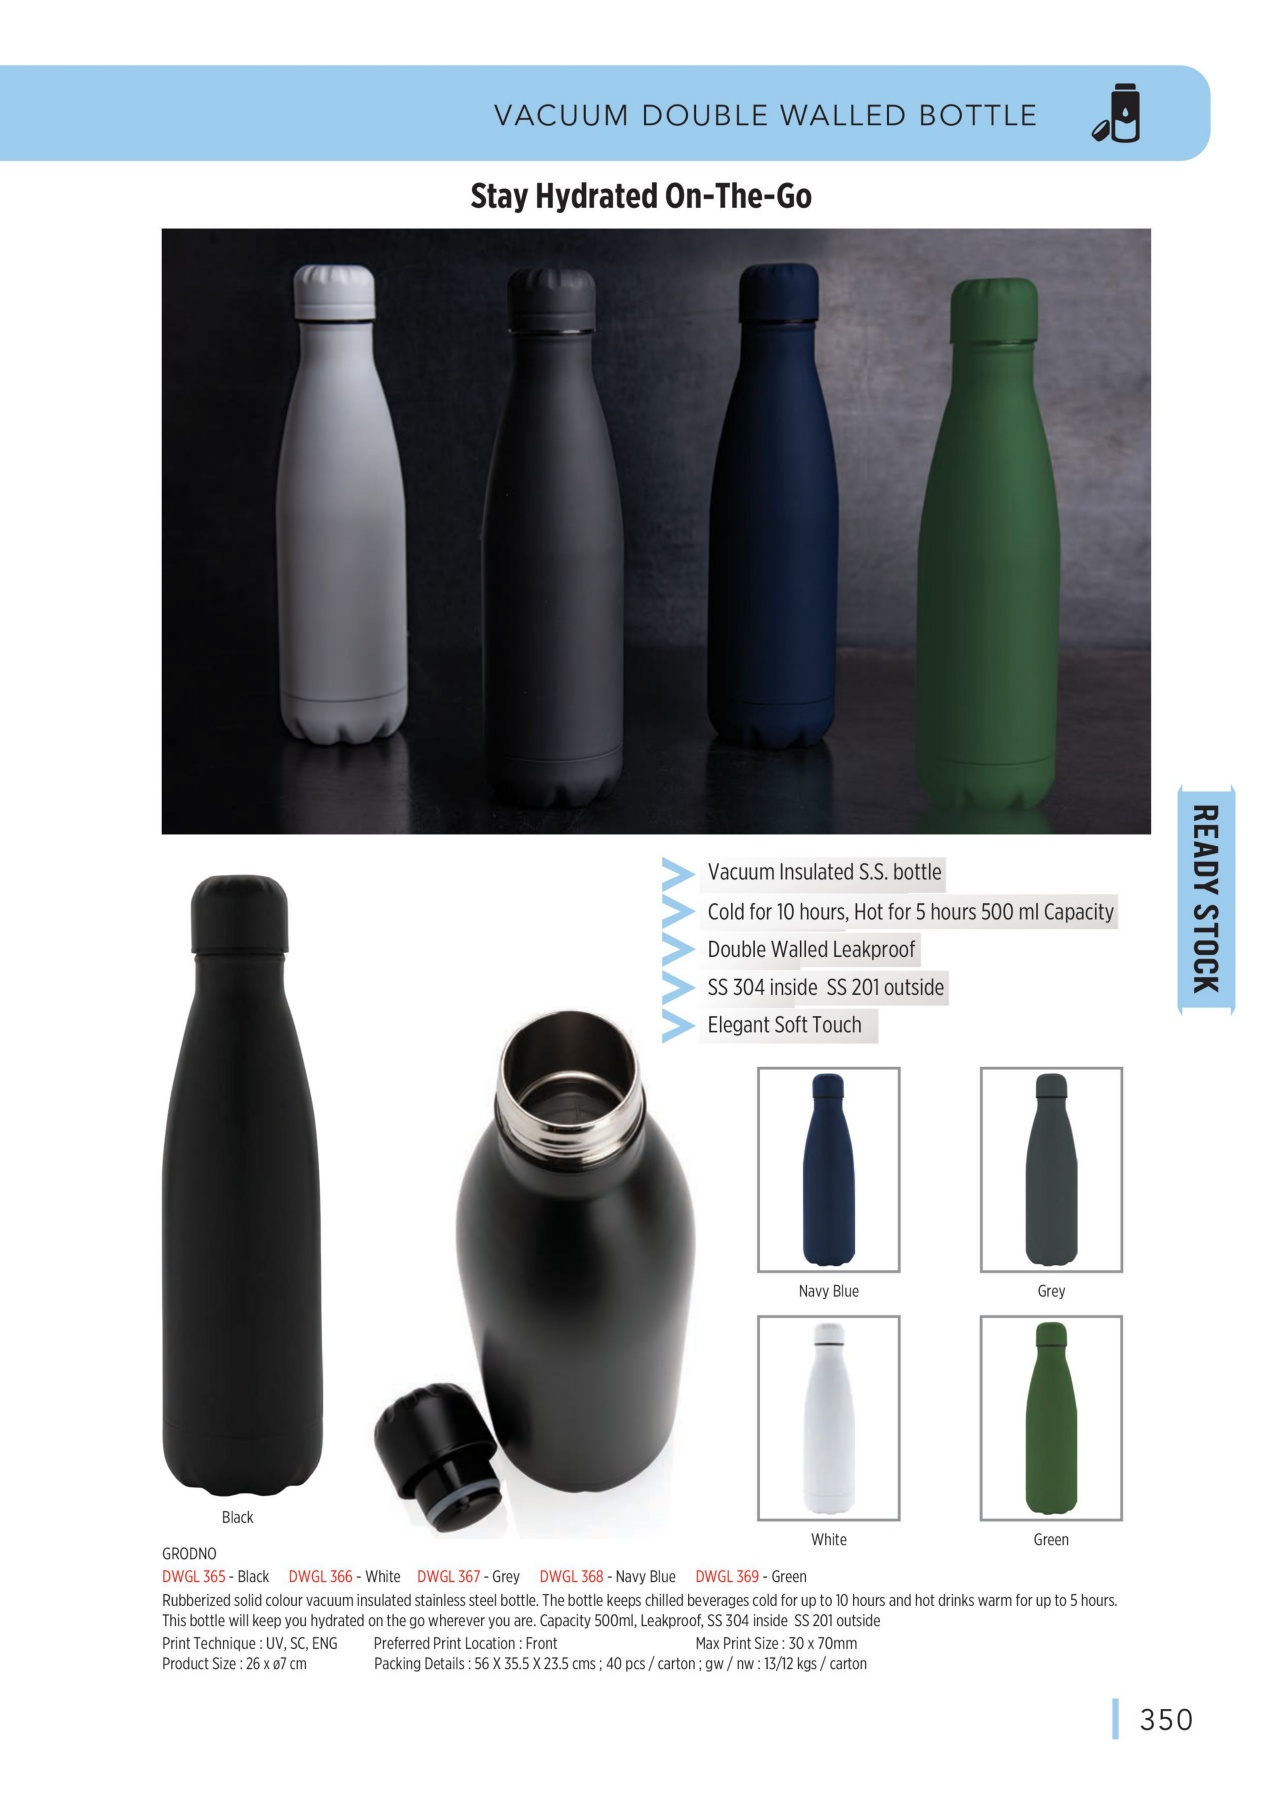 VACUUM DOUBLE WALLED BOTTLE
Stay Hydrated On-The-Go
Vacuum Insulated S.S. bottle
Cold for 10 hours, Hot for 5 hours 500 ml Capacity
Double Walled Leakproof
SS 304 inside  SS 201 outside
Elegant Soft Touch
READY STOCK
Navy Blue
Grey
White
Green
Black
GRODNO
DWGL 365 - Black DWGL 366 - White DWGL 367 - Grey DWGL 368 - Navy Blue DWGL 369 - Green
Rubberized solid colour vacuum insulated stainless steel bottle. The bottle keeps chilled beverages cold for up to 10 hours and hot drinks warm for up to 5 hours.
This bottle will keep you hydrated on the go wherever you are. Capacity 500ml, Leakproof, SS 304 inside  SS 201 outside
Print Technique : UV, SC, ENG Preferred Print Location : Front Max Print Size : 30 x 70mm
Product Size : 26 x ø7 cm Packing Details : 56 X 35.5 X 23.5 cms ; 40 pcs / carton ; gw / nw : 13/12 kgs / carton
350